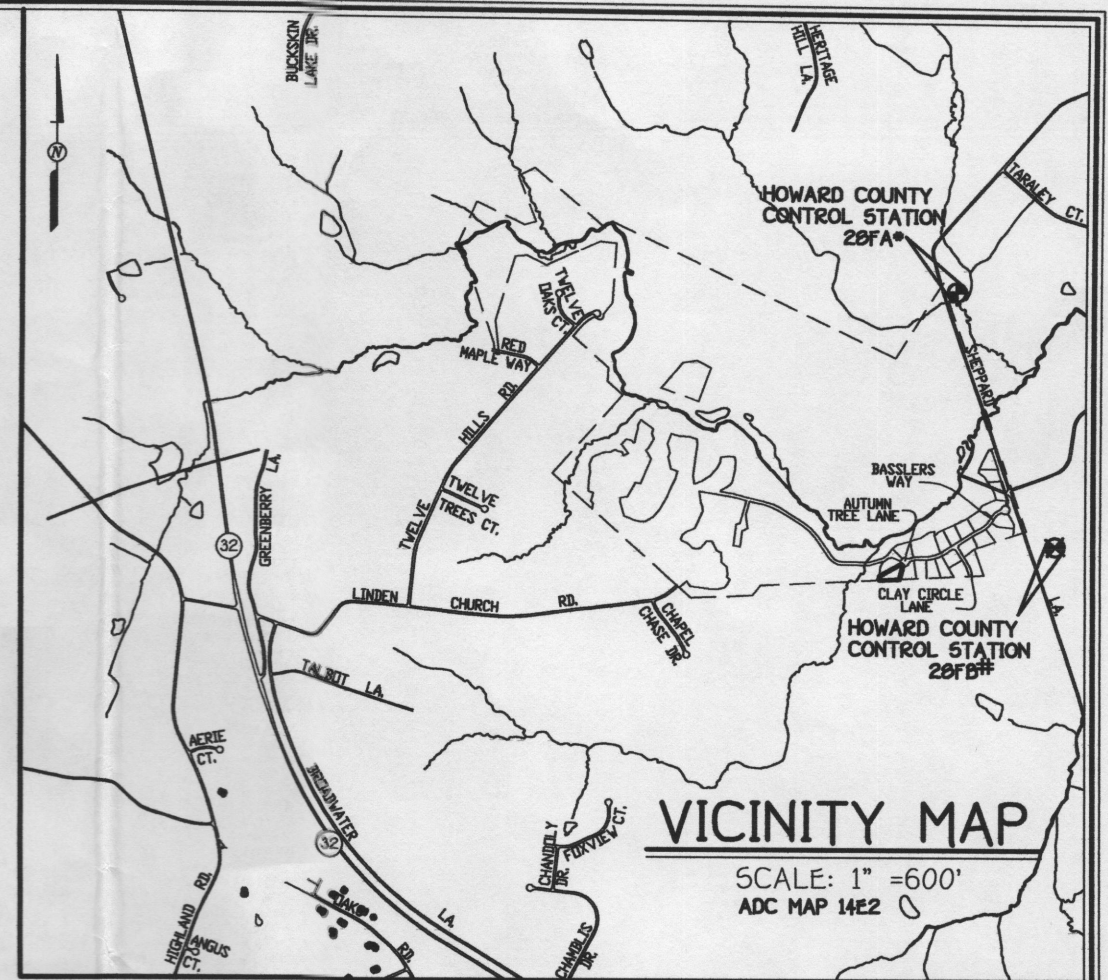 BUCKSKIN
LAKE DR.
HERITAGE
HILL LA.
N
HOWARD COUNTY
CONTROL STATION
28FA*
TARALEY CT.
TWELVE
OAKS CT.
RED
MAPLE WAY
SHEPPARD
LA.
TWELVE
HILLS RD.
TWELVE
TREES CT.
BASSLERS
WAY
AUTUMN
TREE LANE
GREENBERRY LA.
32
LINDEN CHURCH RD.
CLAY CIRCLE
LANE
CHAPEL
CHASE DR.
HOWARD COUNTY
CONTROL STATION
28FB#
TALBOT LA.
AERIE
CT.
BROADWATER
LA.
32
VICINITY MAP
SCALE: 1" =600'
ADC MAP 14E2
FOXVIEW CT.
CHANDOLY
DR.
CHAMBLIS
DR.
HIGHLAND RD.
ANGUS
CT.
OAKS
RD.